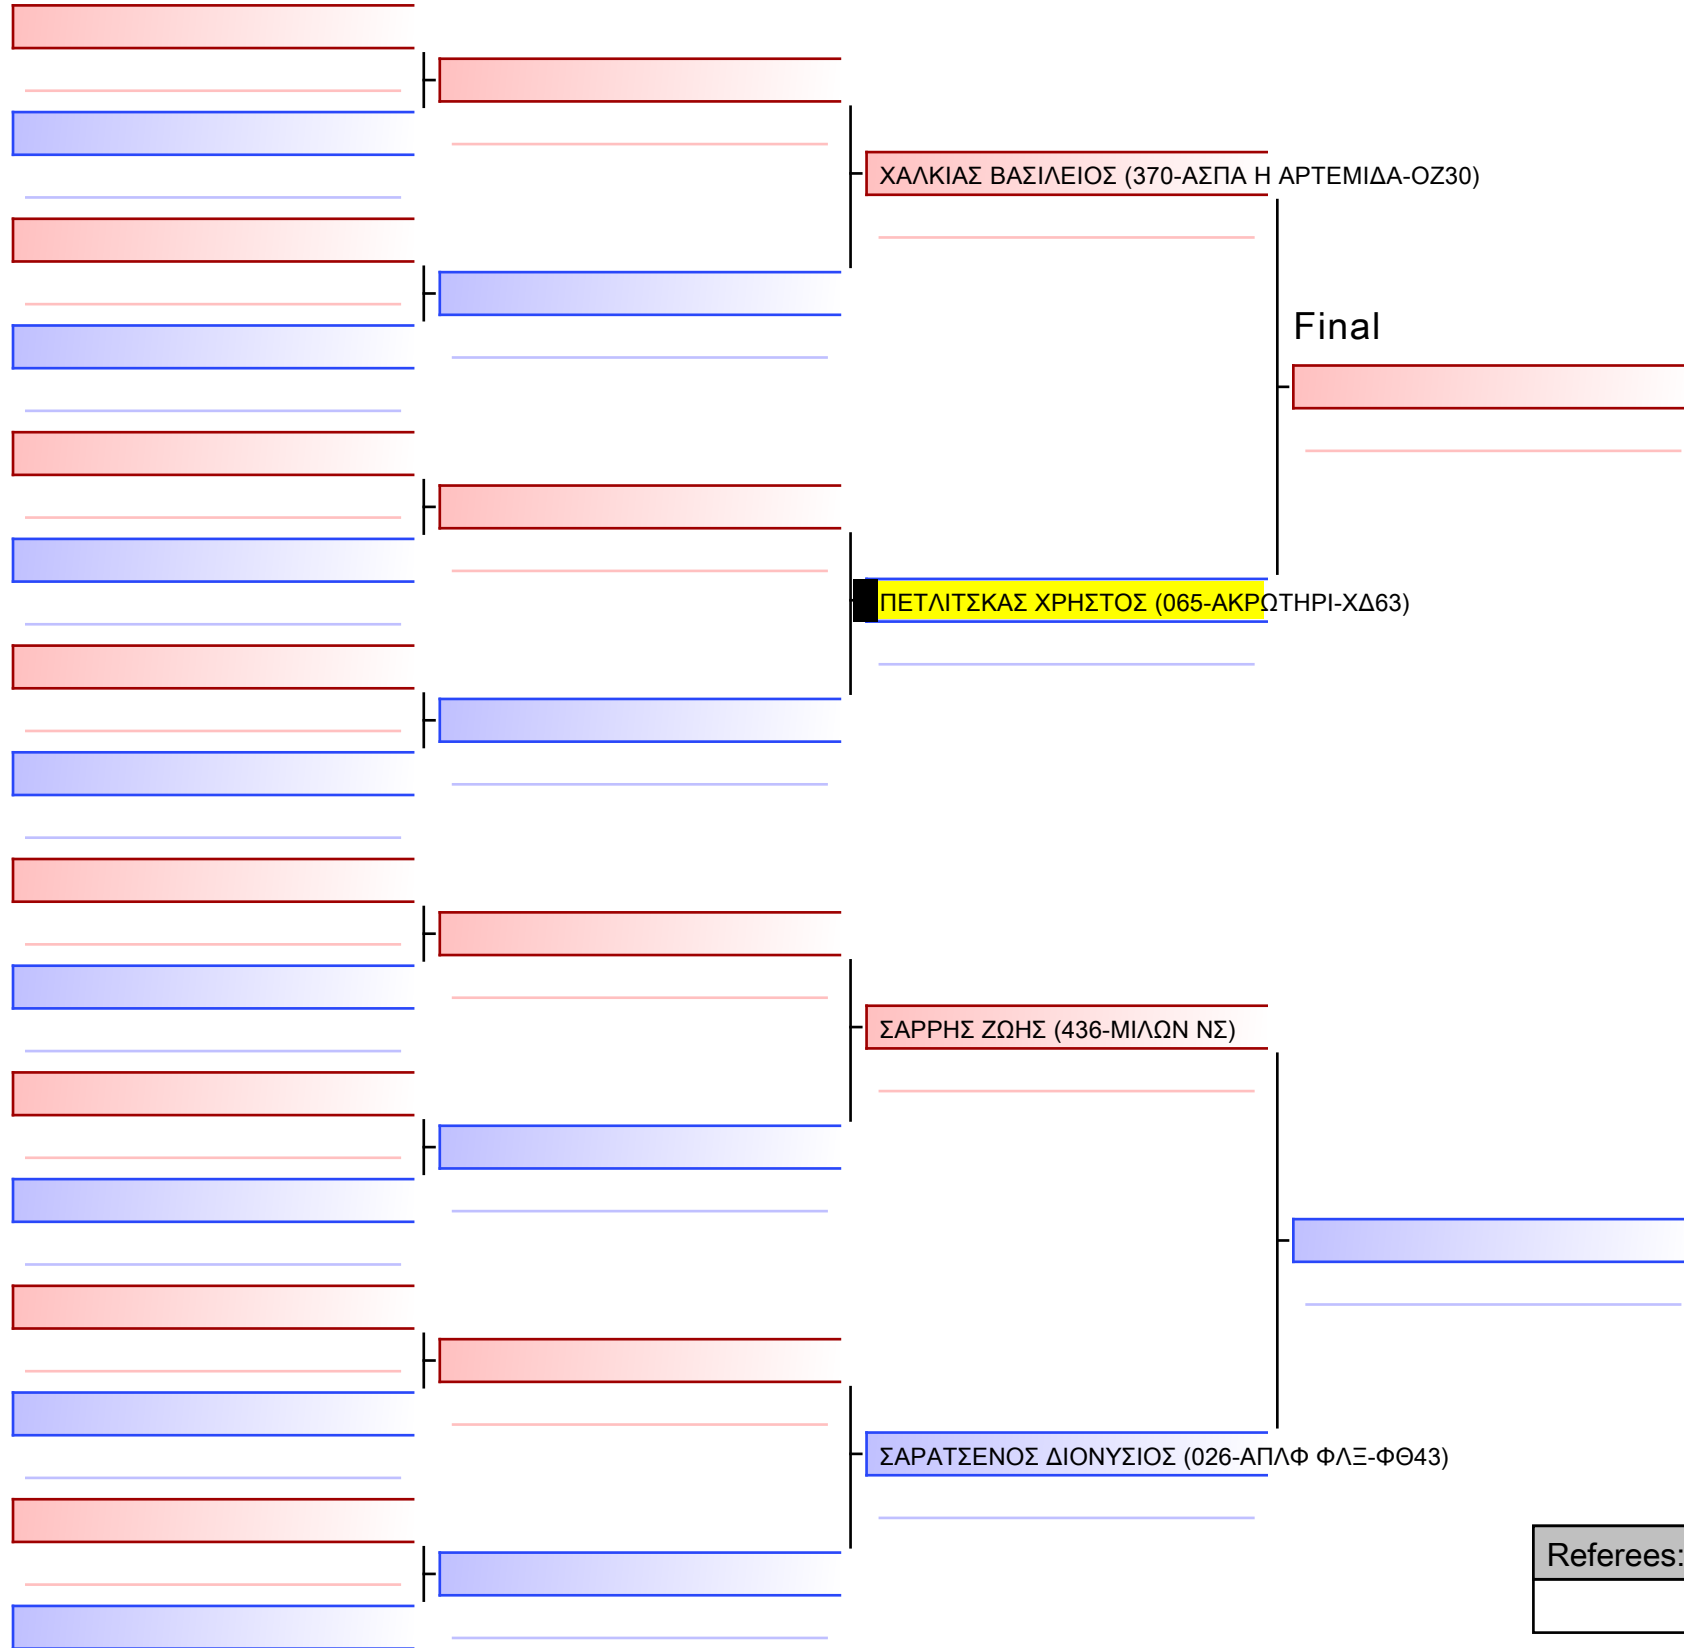 ΧΑΛΚΙΑΣ ΒΑΣΙΛΕΙΟΣ (370-ΑΣΠΑ Η ΑΡΤΕΜΙΔΑ-ΟΖ30)
Final
ΠΕΤΛΙΤΣΚΑΣ ΧΡΗΣΤΟΣ (065-ΑΚΡΩΤΗΡΙ-ΧΔ63)
ΣΑΡΡΗΣ ΖΩΗΣ (436-ΜΙΛΩΝ ΝΣ)
ΣΑΡΑΤΣΕΝΟΣ ΔΙΟΝΥΣΙΟΣ (026-ΑΠΛΦ ΦΛΞ-ΦΘ43)
Referees: